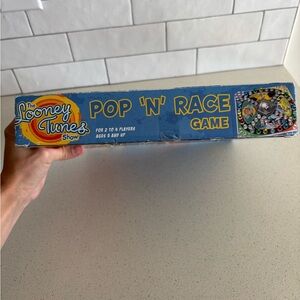 The
Looney
Tunes
Show
POP 'N' RACE
GAME
FOR 2 TO 4 PLAYERS
AGES 5 AND UP